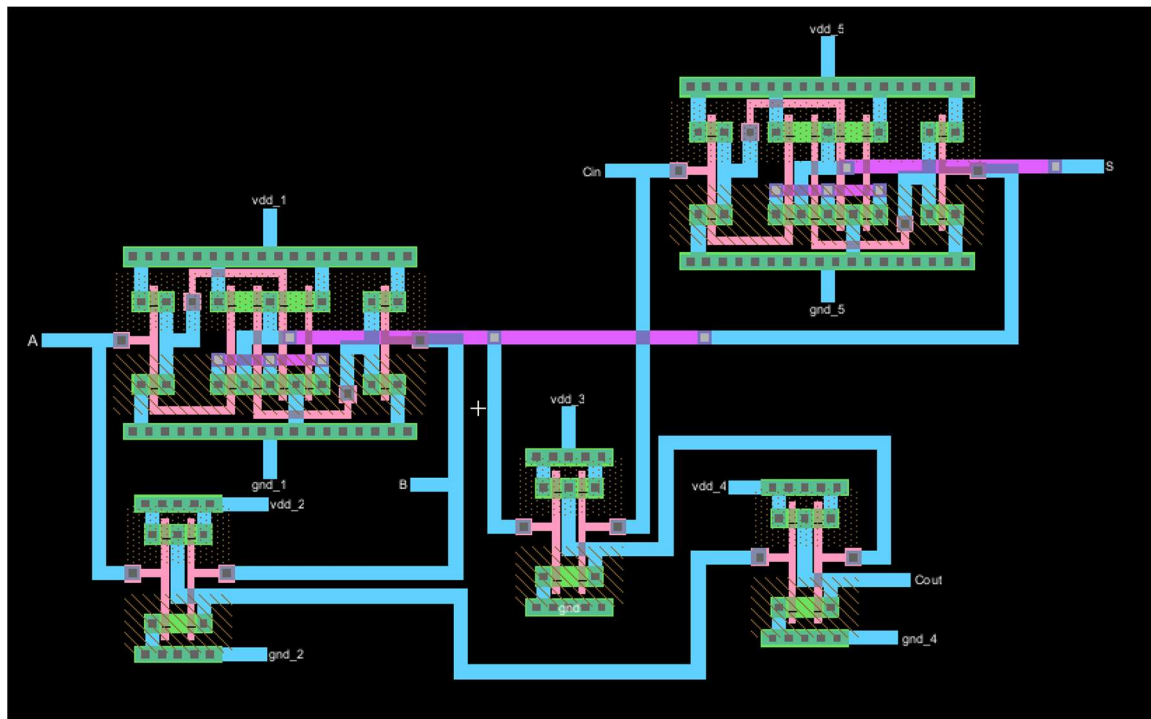 vdd_5
Cin
S
vdd_1
gnd_5
A
vdd_3
gnd_1
B
vdd_4
vdd_2
Cout
gnd
gnd_4
gnd_2